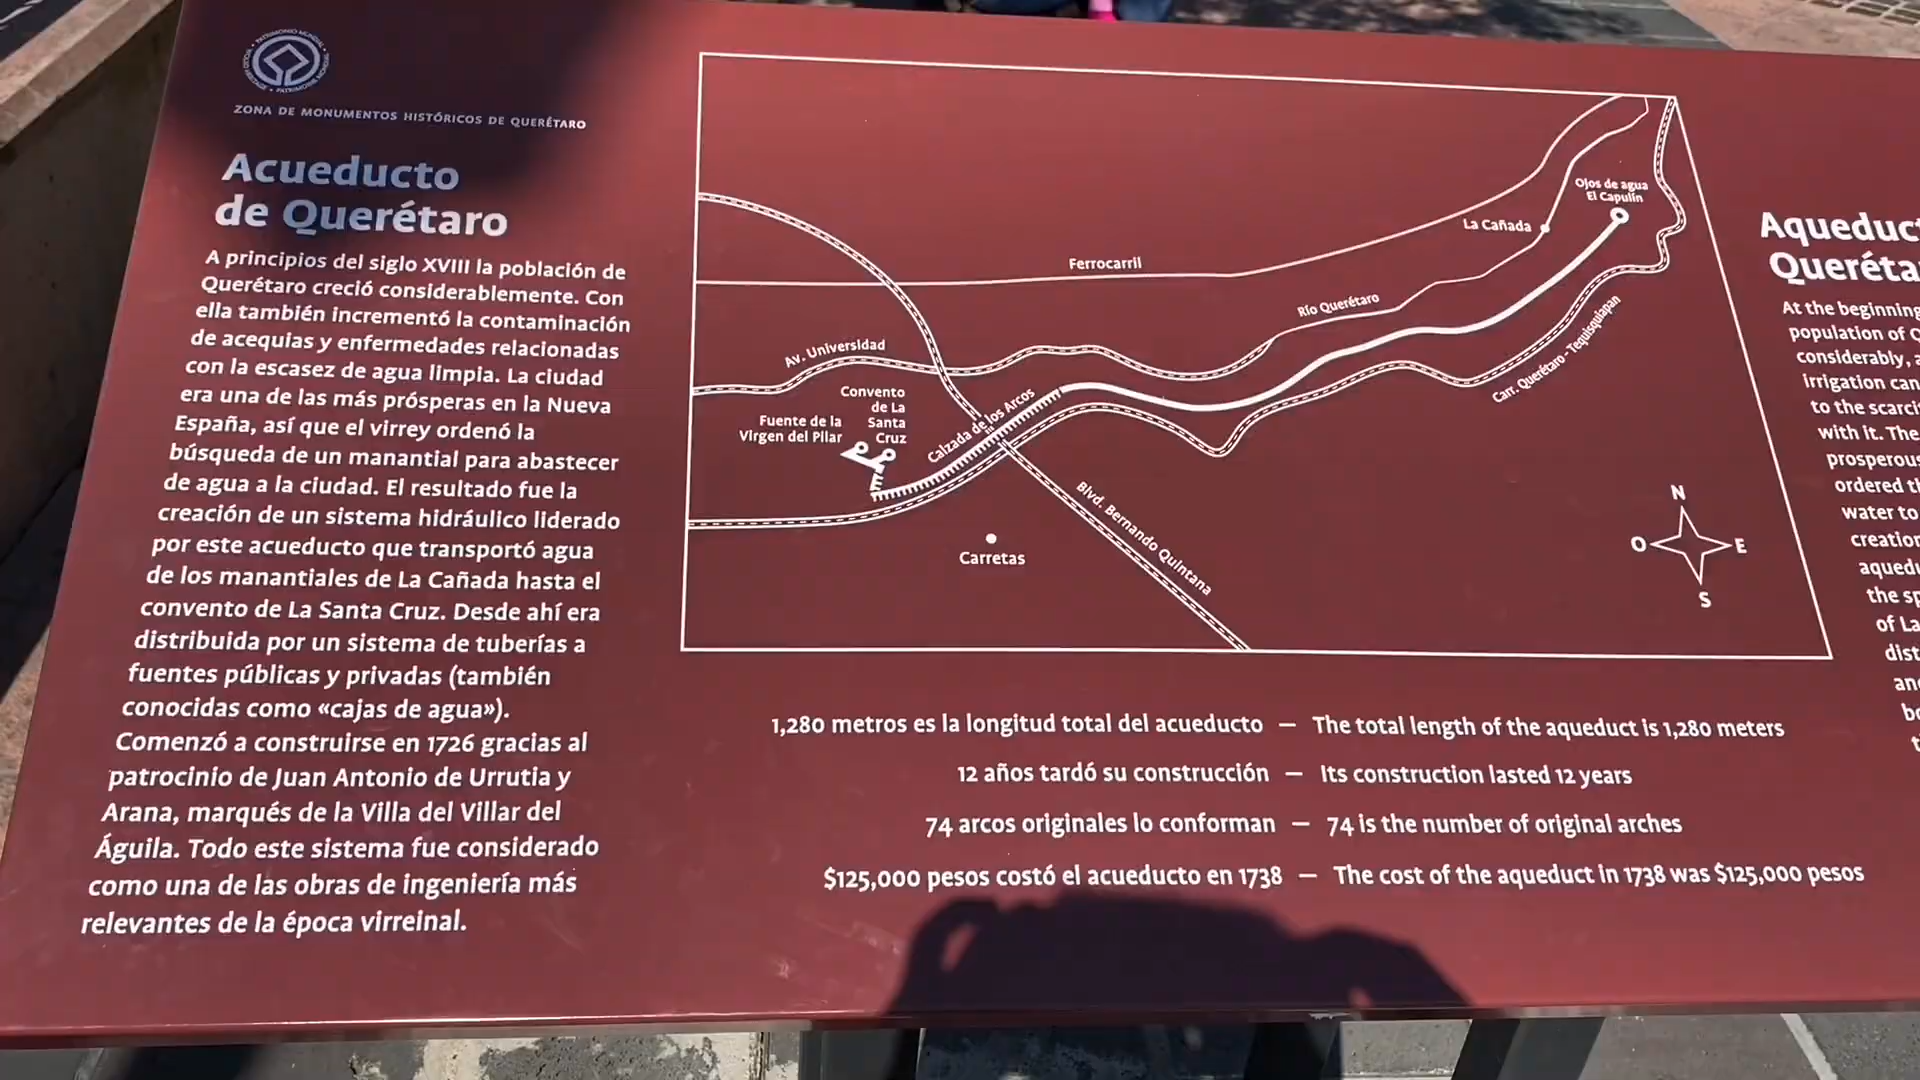 ZONA DE MONUMENTOS HISTÓRICOS DE QUERÉTARO
Acueducto
de Querétaro
A principios del siglo XVIII la población de
Querétaro creció considerablemente. Con
ella también incrementó la contaminación
de acequias y enfermedades relacionadas
con la escasez de agua limpia. La ciudad
era una de las más prósperas en la Nueva
España, así que el virrey ordenó la
búsqueda de un manantial para abastecer
de agua a la ciudad. El resultado fue la
creación de un sistema hidráulico liderado
por este acueducto que transportó agua
de los manantiales de La Cañada hasta el
convento de La Santa Cruz. Desde ahí era
distribuida por un sistema de tuberías a
fuentes públicas y privadas (también
conocidas como «cajas de agua»).
Comenzó a construirse en 1726 gracias al
patrocinio de Juan Antonio de Urrutia y
Arana, marqués de la Villa del Villar del
Águila. Todo este sistema fue considerado
como una de las obras de ingeniería más
relevantes de la época virreinal.
Ojos de agua
El Capulín
La Cañada
Ferrocarril
Río Querétaro
Carr. Querétaro - Tequisquiapan
Av. Universidad
Convento
de La
Santa
Cruz
Fuente de la
Virgen del Pilar
Calzada de los Arcos
Blvd. Bernando Quintana
Carretas
N
O
E
S
1,280 metros es la longitud total del acueducto — The total length of the aqueduct is 1,280 meters
12 años tardó su construcción — Its construction lasted 12 years
74 arcos originales lo conforman — 74 is the number of original arches
$125,000 pesos costó el acueducto en 1738 — The cost of the aqueduct in 1738 was $125,000 pesos
At the beginning
population of
considerably,
irrigation
to the
with it. The
prosperous
ordered
water to
the
of La